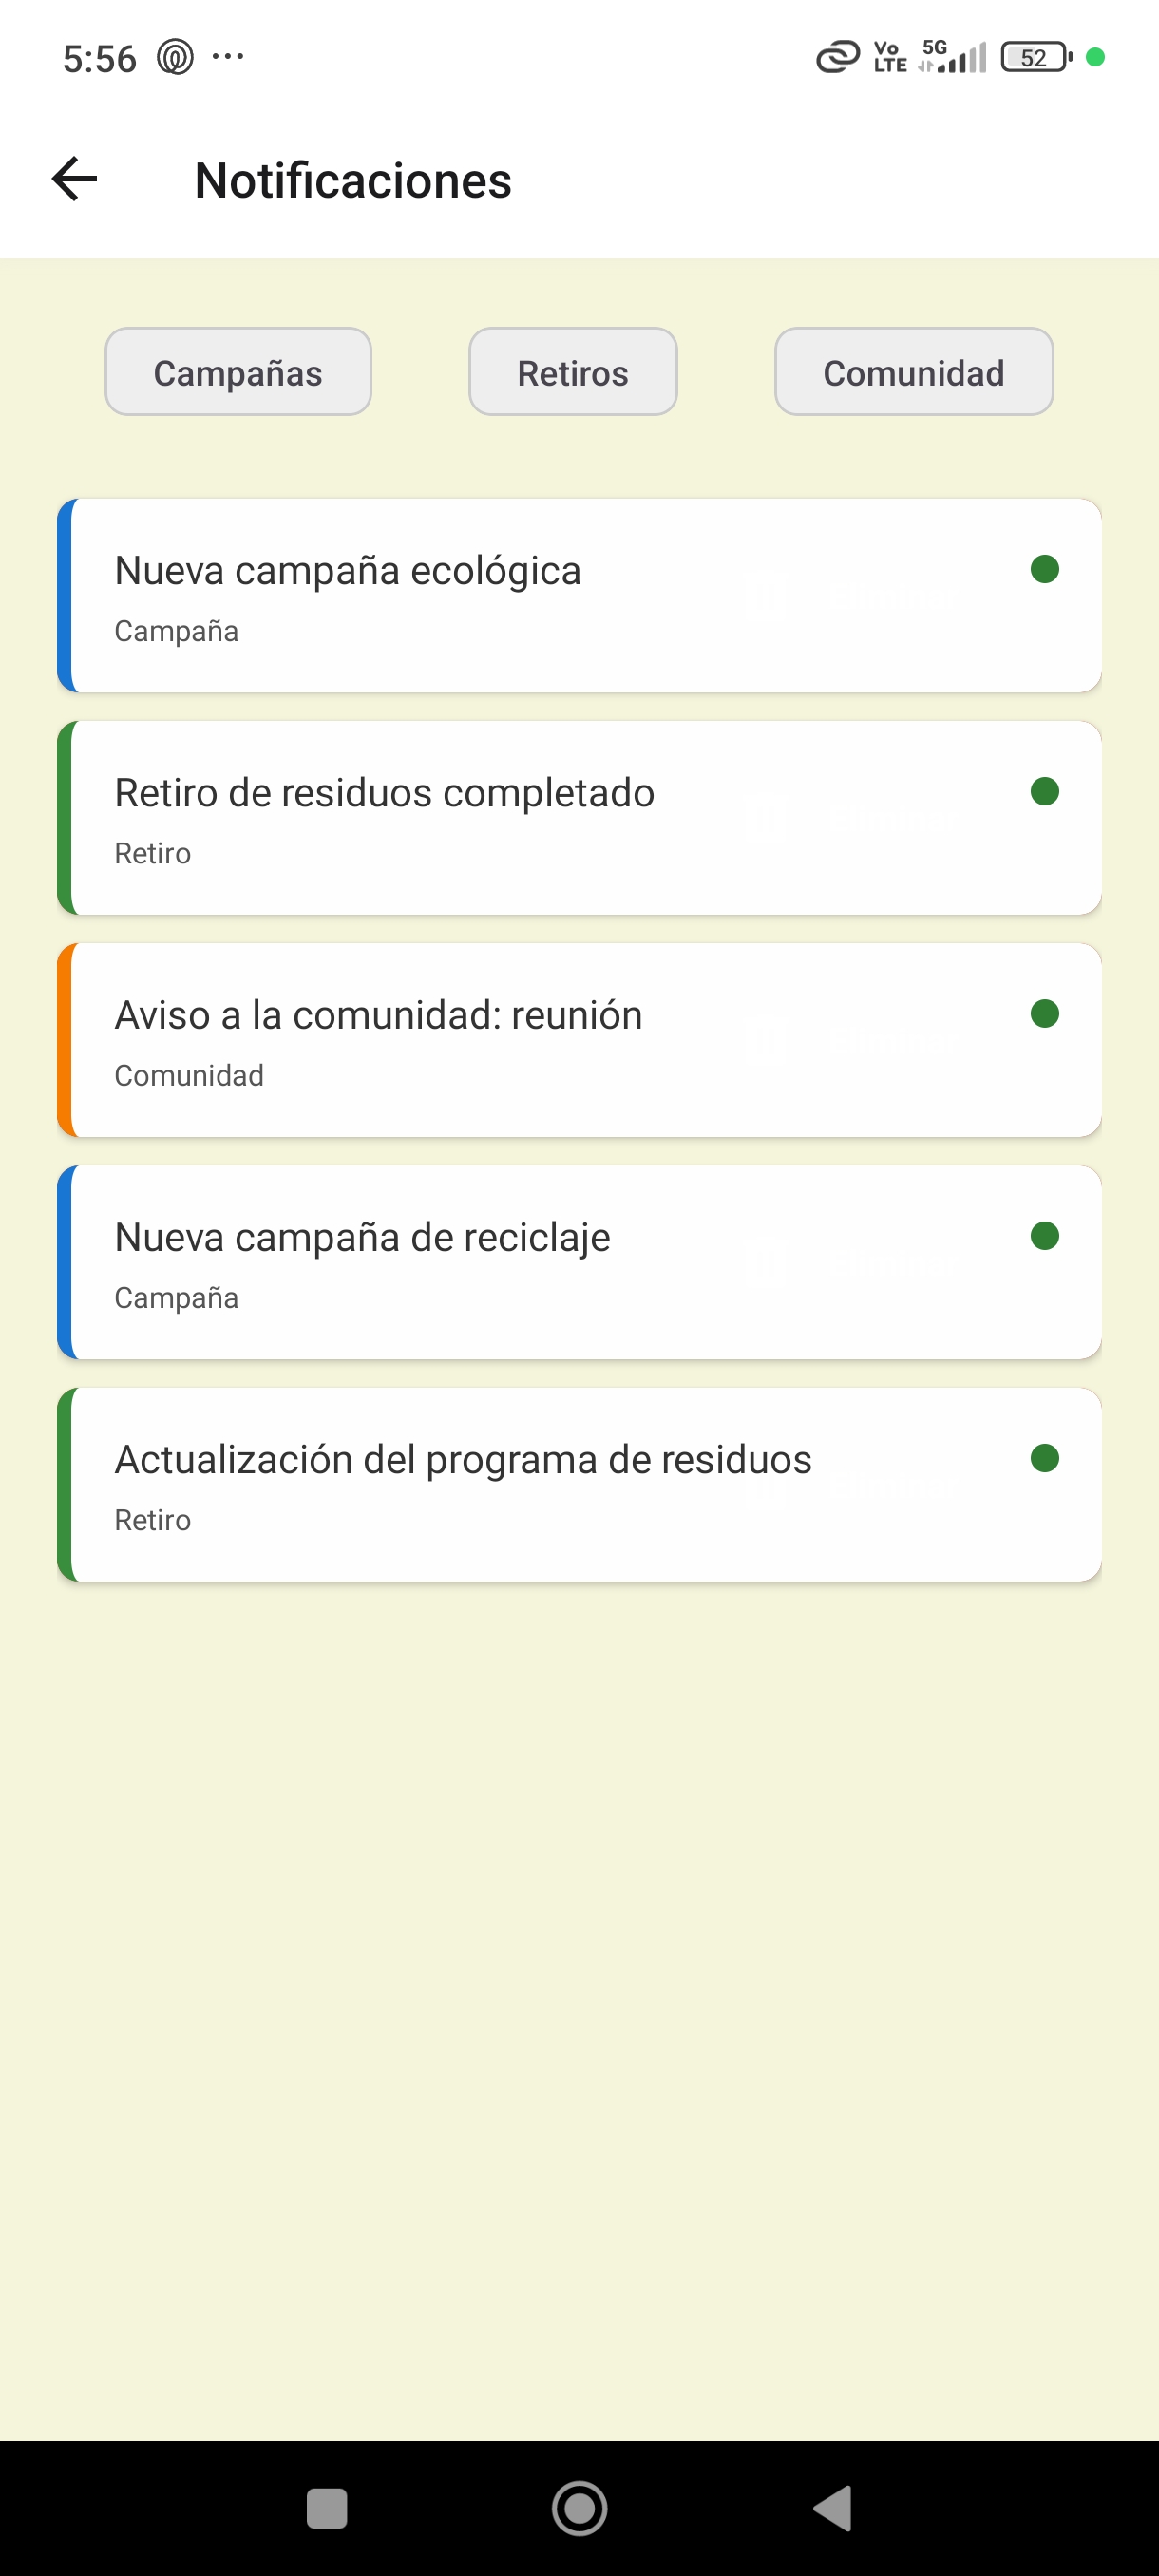 5:56
Vo LTE 5G 52
Notificaciones
Campañas Retiros Comunidad
Nueva campaña ecológica
Campaña
Retiro de residuos completado
Retiro
Aviso a la comunidad: reunión
Comunidad
Nueva campaña de reciclaje
Campaña
Actualización del programa de residuos
Retiro